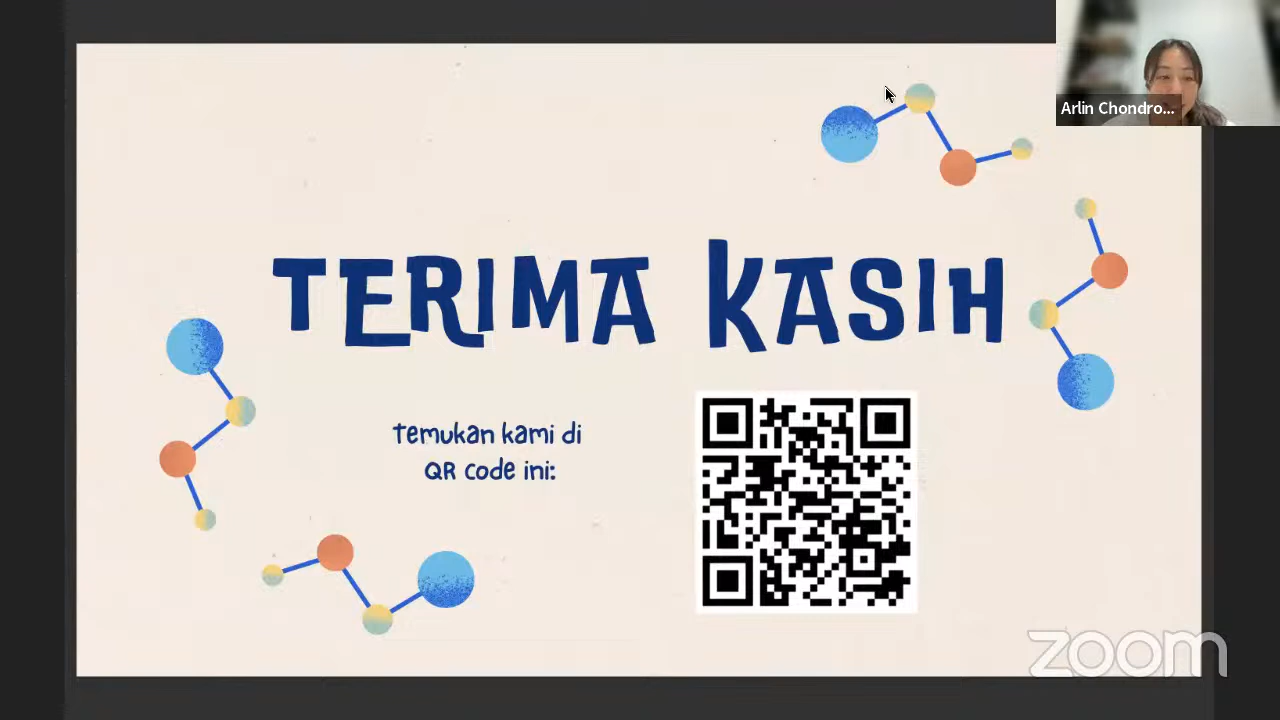 Arlin Chondro...
TERIMA KASIH
Temukan kami di
QR code ini:
zoom